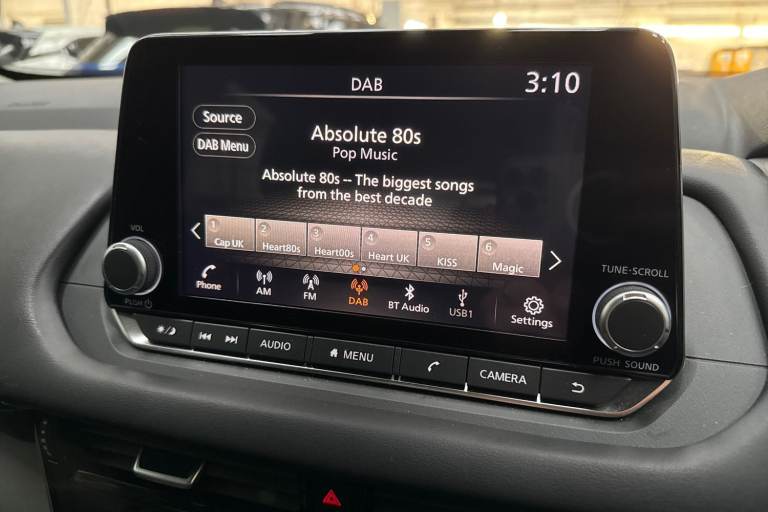 DAB
3:10
Source
DAB Menu
Absolute 80s
Pop Music
Absolute 80s -- The biggest songs
from the best decade
1
Cap UK
2
Heart80s
3
Heart00s
4
Heart UK
5
KISS
6
Magic
Phone
AM
FM
DAB
BT Audio
USB1
Settings
VOL
PUSH
TUNE·SCROLL
PUSH SOUND
AUDIO
MENU
CAMERA